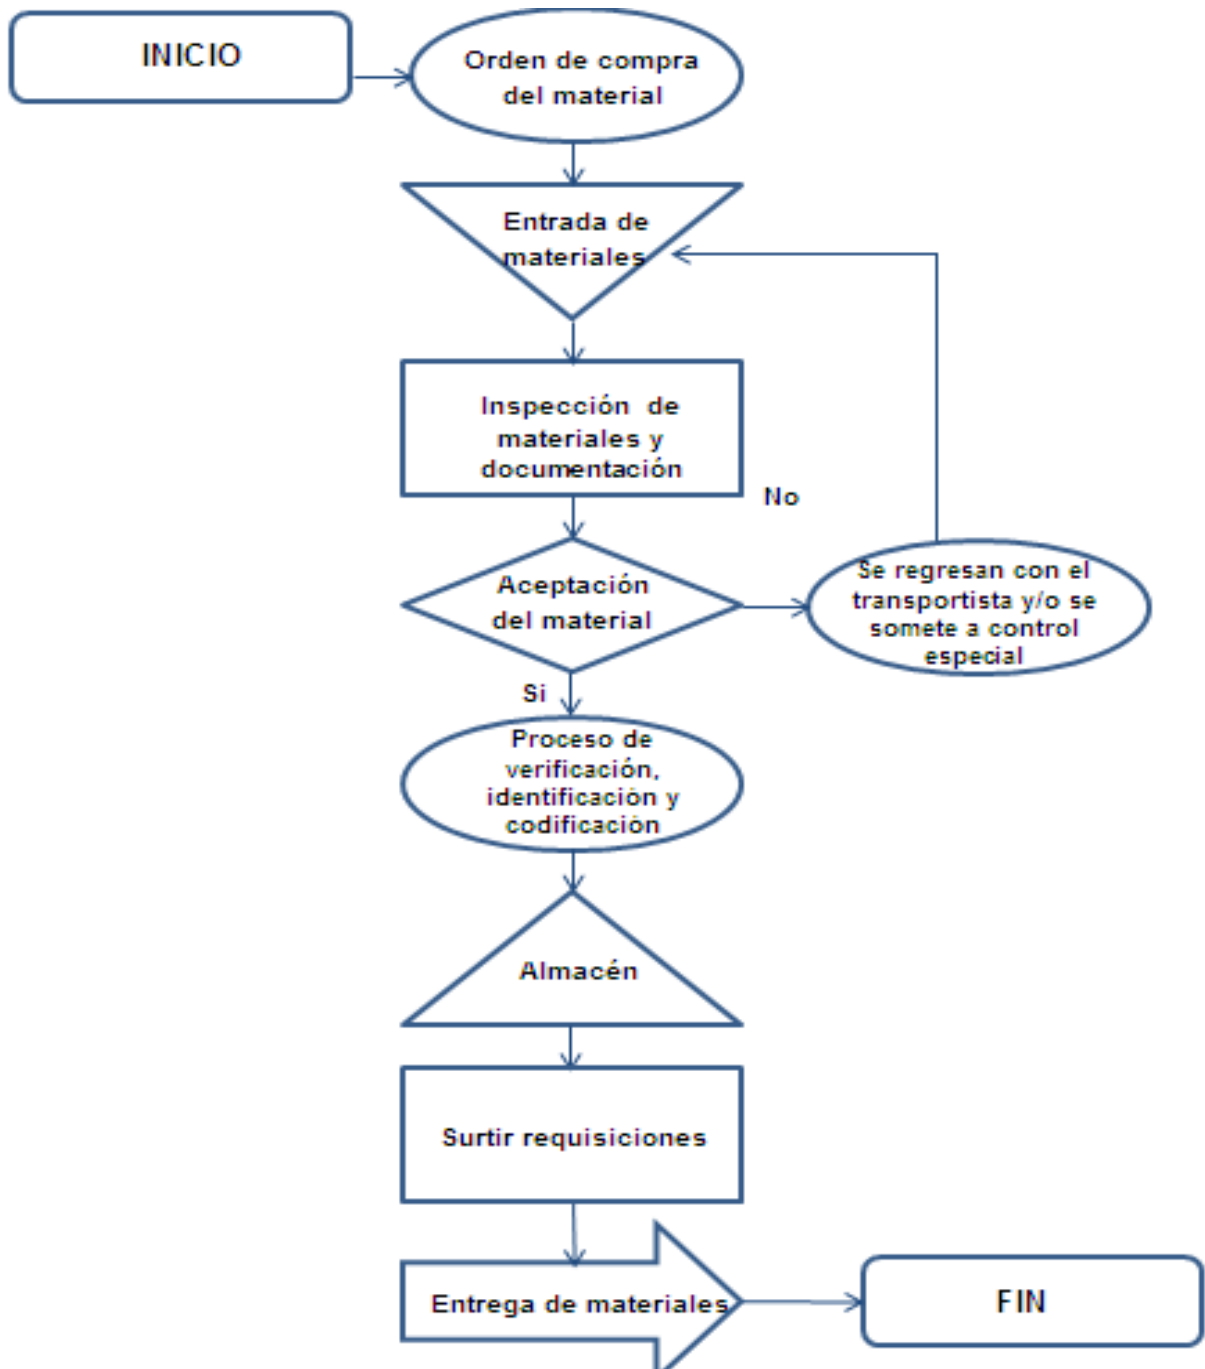 INICIO
Orden de compra
del material
Entrada de
materiales
Inspección de
materiales y
documentación
No
Aceptación
del material
Se regresan con el
transportista y/o se
somete a control
especial
Si
Proceso de
verificación,
identificación y
codificación
Almacén
Surtir requisiciones
Entrega de materiales
FIN